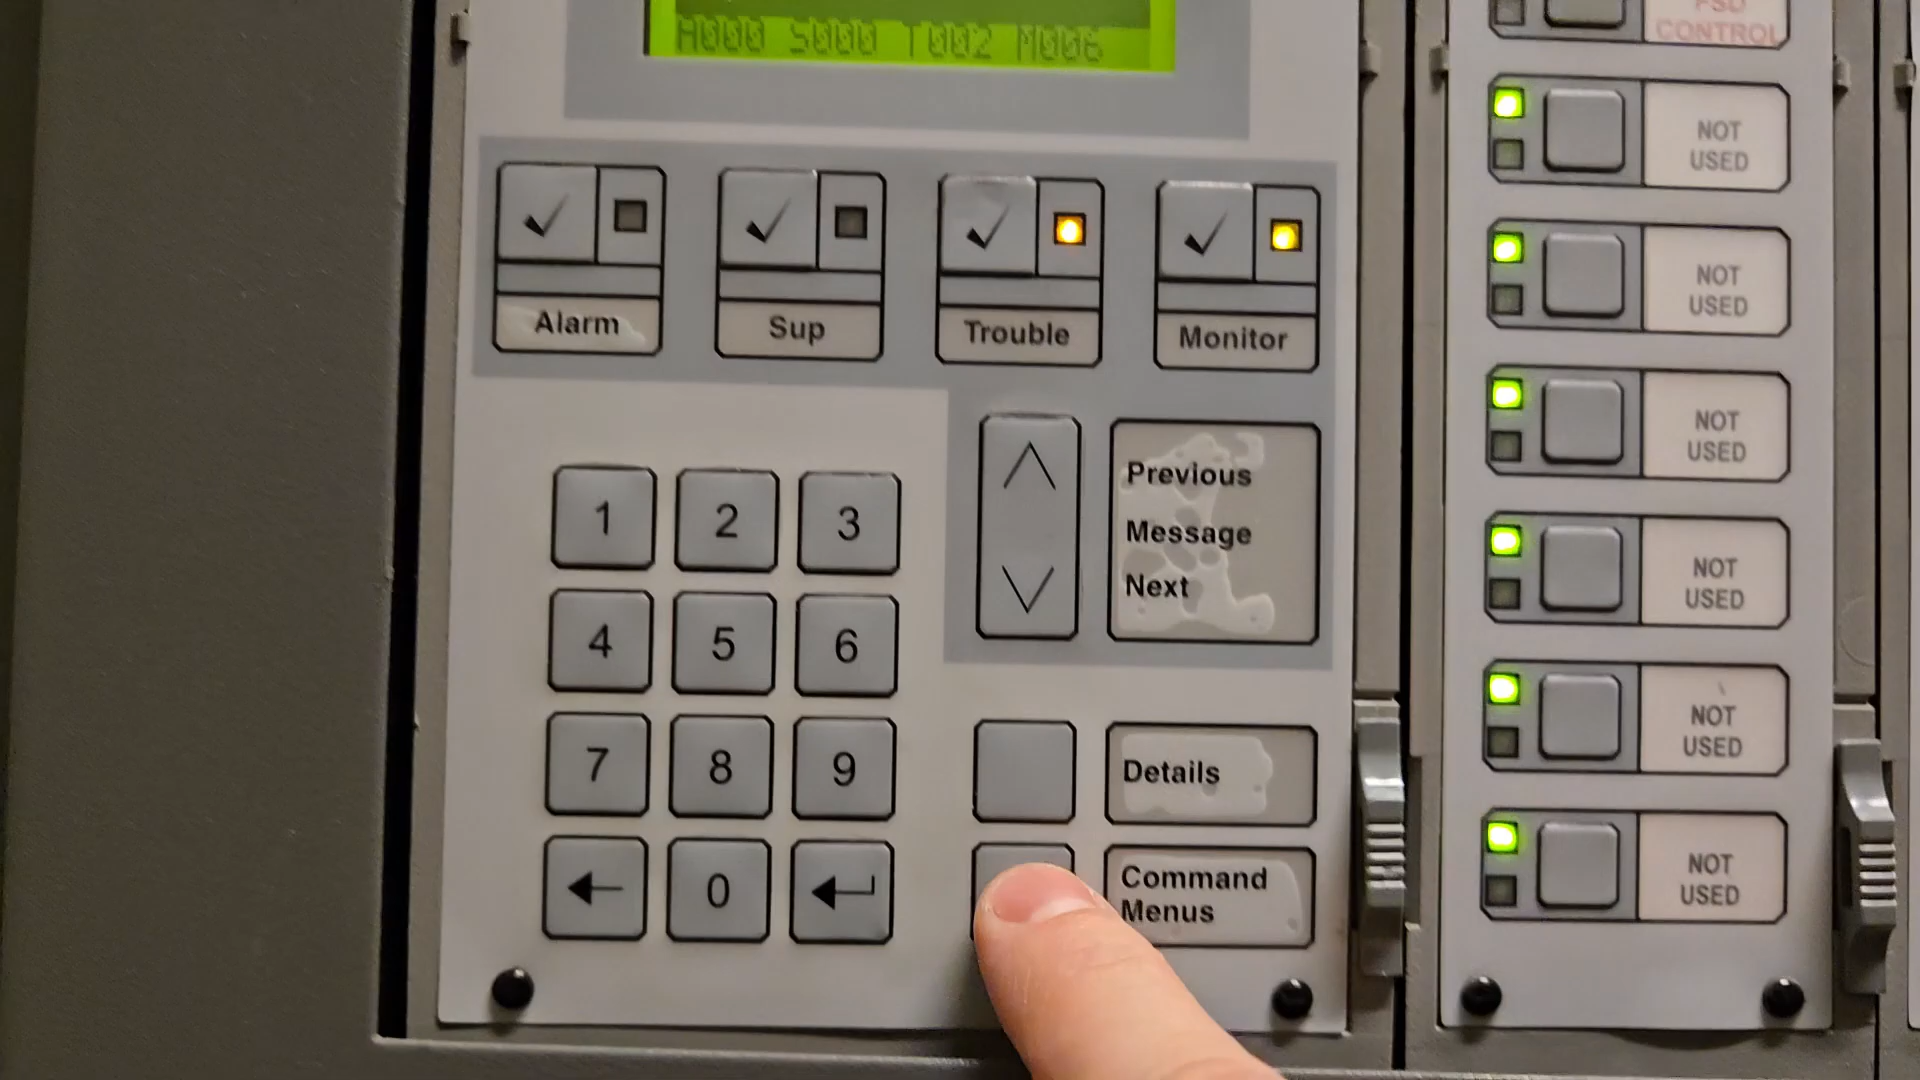 A000 S000 T002 M006
FSD
CONTROL
NOT
USED
NOT
USED
NOT
USED
NOT
USED
NOT
USED
NOT
USED
Alarm
Sup
Trouble
Monitor
Previous
Message
Next
1 2 3
4 5 6
7 8 9
0
Details
Command
Menus